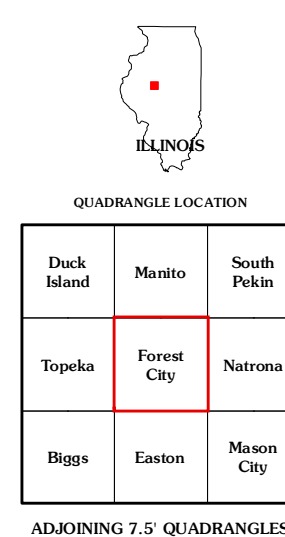 ILLINOIS
QUADRANGLE LOCATION
Duck
Island
Manito
South
Pekin
Topeka
Forest
City
Natrona
Biggs
Easton
Mason
City
ADJOINING 7.5' QUADRANGLES